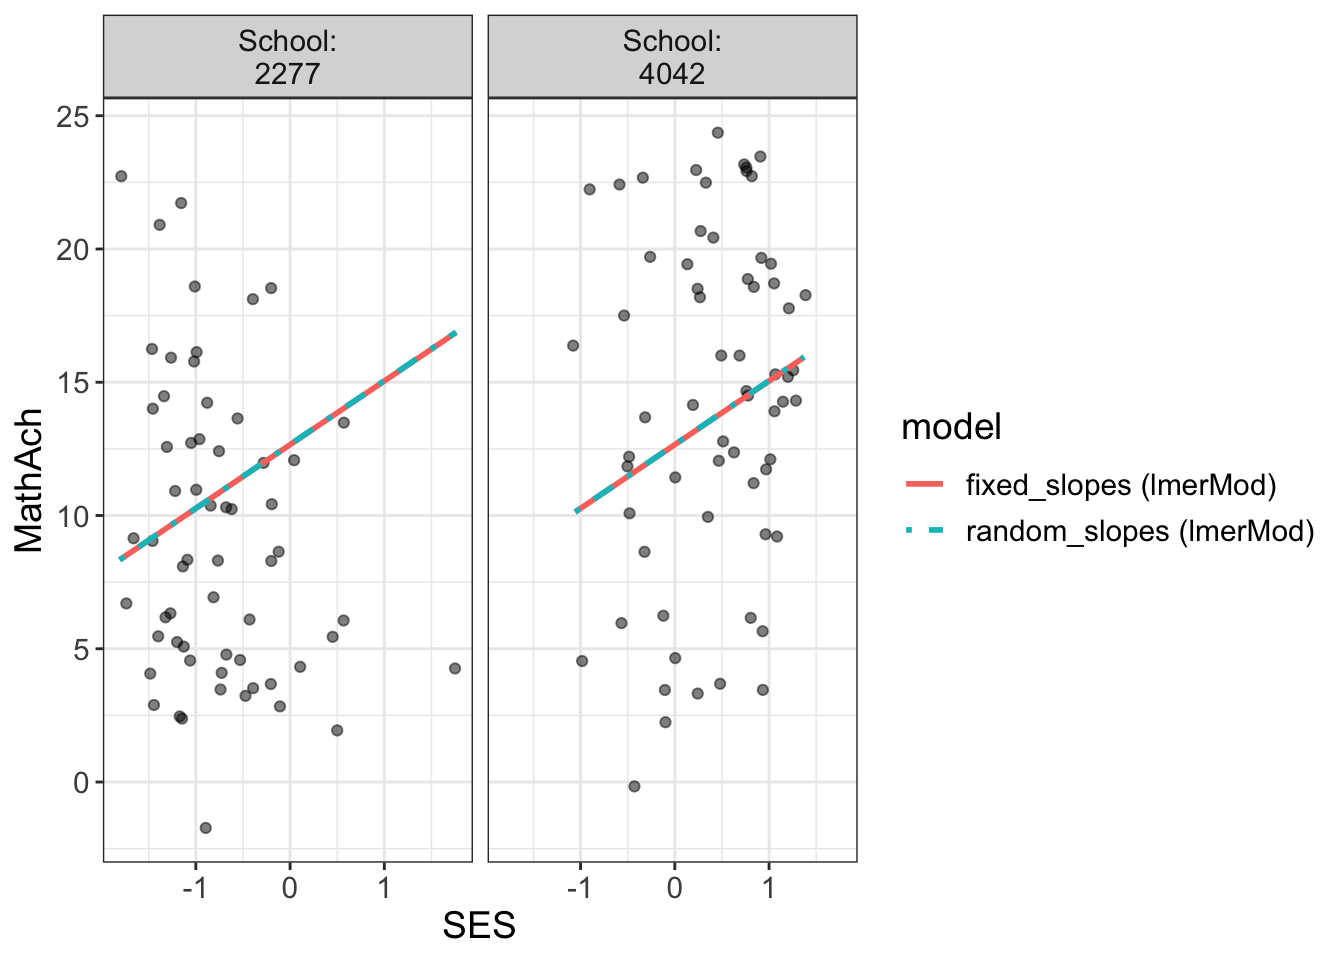 School:
2277
School:
4042
25
20
15
10
5
0
MathAch
-1 0 1
-1 0 1
SES
model
fixed_slopes (lmerMod)
random_slopes (lmerMod)